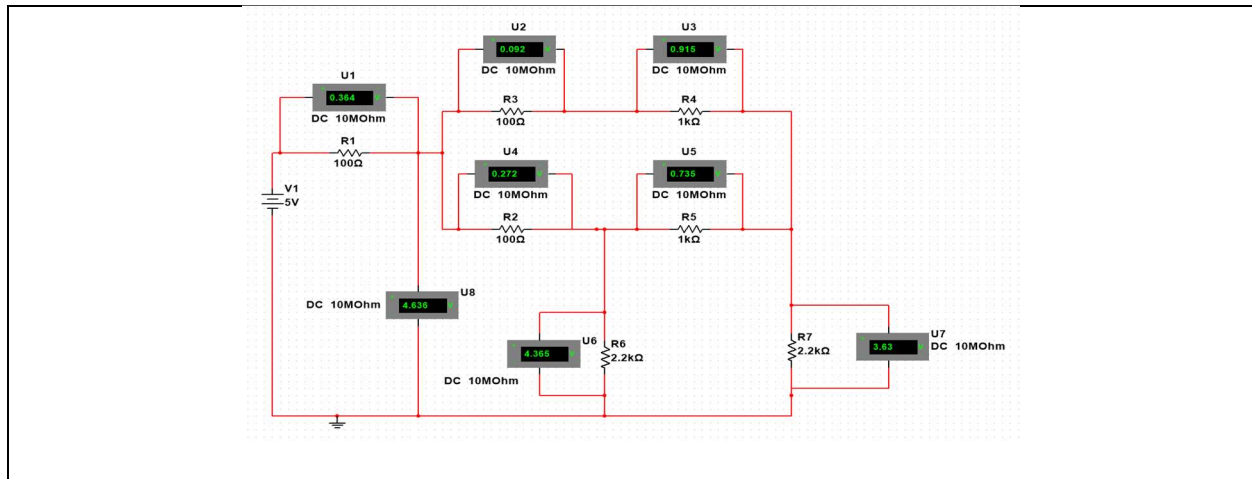 U2
0.092 V
DC 10MOhm
R3
100Ω
U3
0.915 V
DC 10MOhm
R4
1kΩ
U1
0.364 V
DC 10MOhm
R1
100Ω
U4
0.272 V
DC 10MOhm
R2
100Ω
U5
0.735 V
DC 10MOhm
R5
1kΩ
V1
5V
U8
DC 10MOhm
4.636 V
U6
4.365 V
DC 10MOhm
R6
2.2kΩ
R7
2.2kΩ
U7
3.63 V
DC 10MOhm